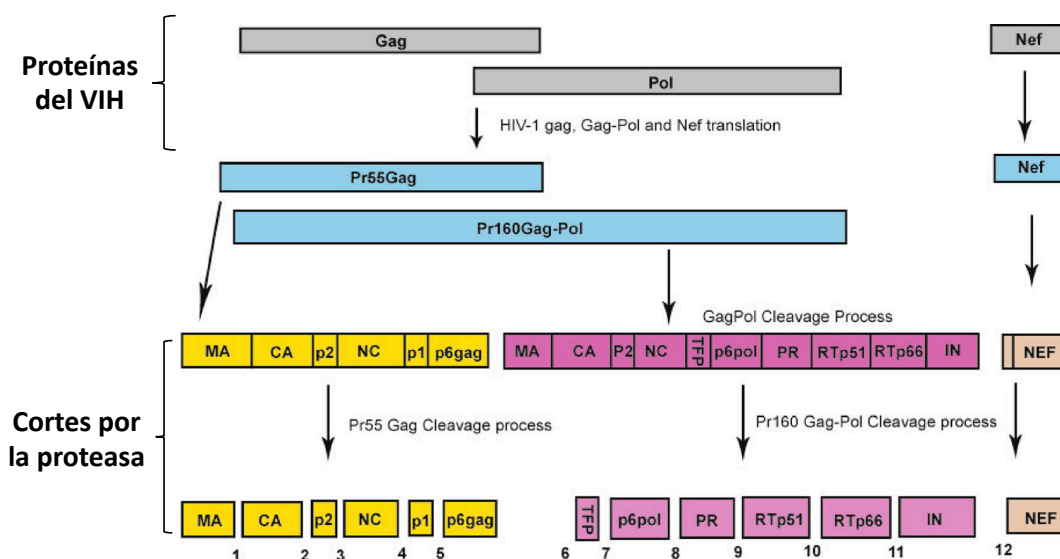 Proteínas
del VIH
Gag
Nef
Pol
HIV-1 gag, Gag-Pol and Nef translation
Pr55Gag
Nef
Pr160Gag-Pol
GagPol Cleavage Process
MA CA p2 NC p1 p6gag
MA CA P2 NC TFP p6pol PR RTp51 RTp66 IN
NEF
Cortes por
la proteasa
Pr55 Gag Cleavage process
Pr160 Gag-Pol Cleavage process
MA CA p2 NC p1 p6gag
TFP p6pol PR RTp51 RTp66 IN
NEF
1 2 3 4 5 6 7 8 9 10 11 12